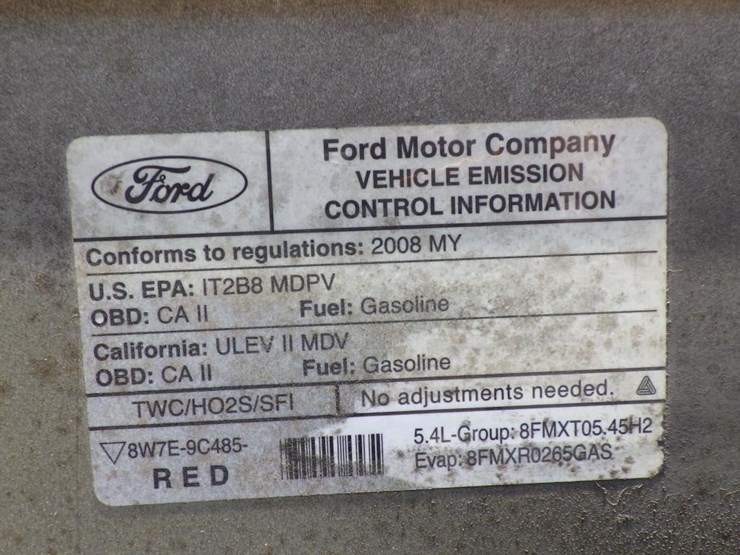 Ford
Ford Motor Company
VEHICLE EMISSION
CONTROL INFORMATION
Conforms to regulations: 2008 MY
U.S. EPA: IT2B8 MDPV
OBD: CA II Fuel: Gasoline
California: ULEV II MDV
OBD: CA II Fuel: Gasoline
TWC/HO2S/SFI No adjustments needed.
8W7E-9C485- 5.4L-Group: 8FMXT05.45H2
RED Evap: 8FMXR0265GAS